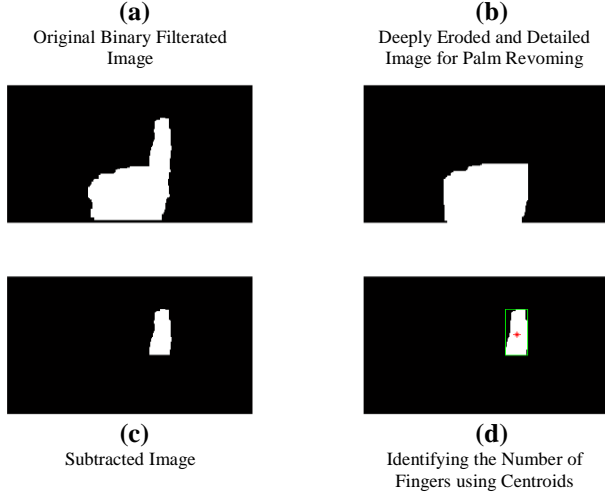 (a)
Original Binary Filterated
Image
(b)
Deeply Eroded and Detailed
Image for Palm Revoming
(c)
Subtracted Image
(d)
Identifying the Number of
Fingers using Centroids